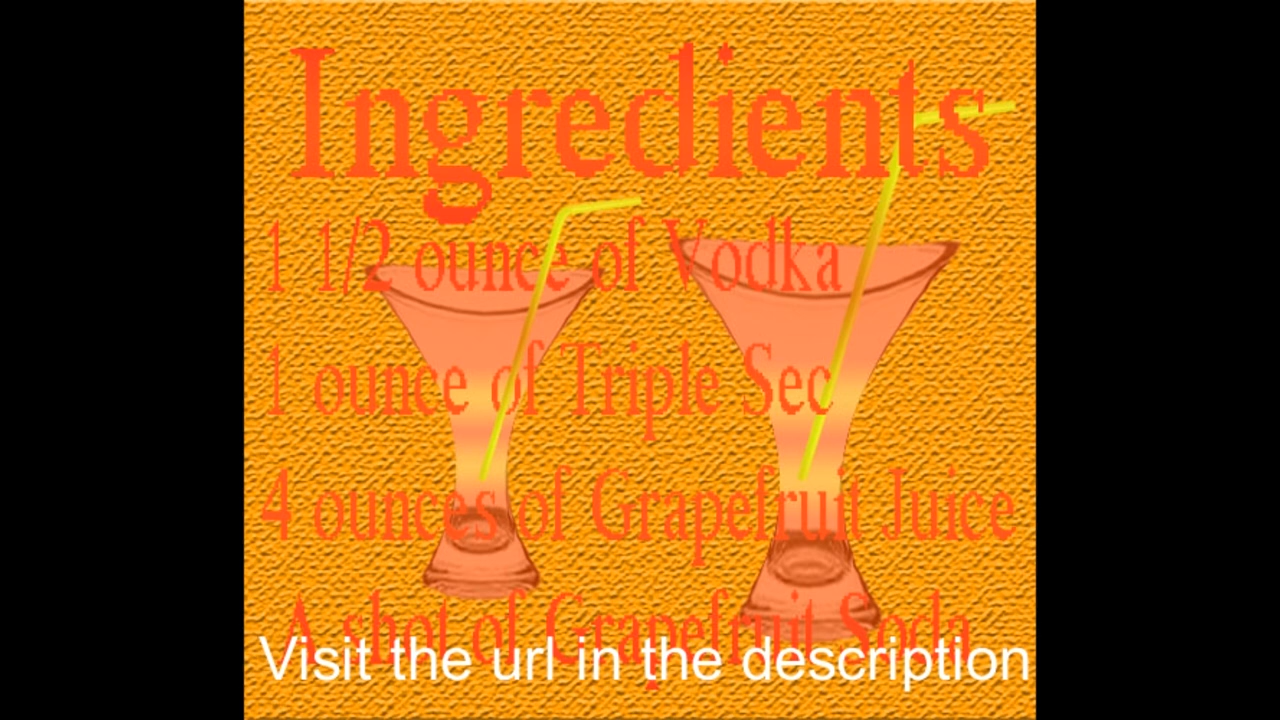 Ingredients
1 1/2 ounce of Vodka
1 ounce of Triple Sec
4 ounces of Grapefruit Juice
A shot of Grapefruit Soda
Visit the url in the description